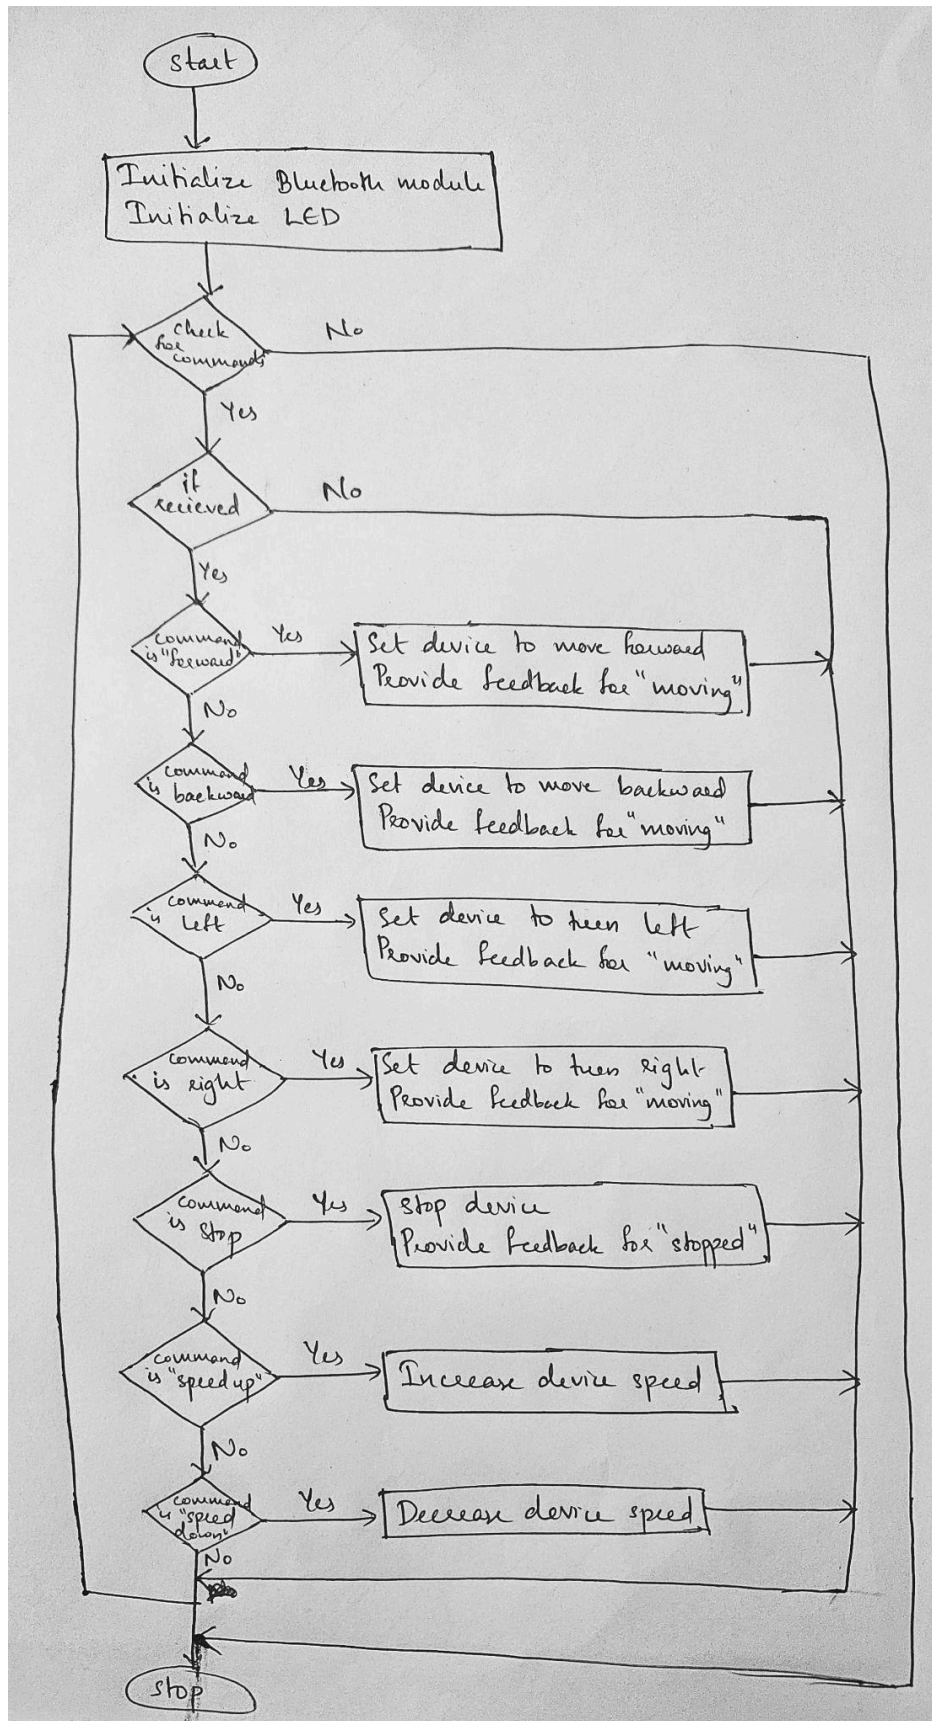 Start
Initialize Bluetooth module
Initialize LED
Check
for
commands
No
Yes
if
recieved
No
Yes
command
is "forward"
Yes
Set device to move forward
Provide feedback for "moving"
No
command
is backward
Yes
Set device to move backward
Provide feedback for "moving"
No
command
is left
Yes
Set device to turn left
Provide feedback for "moving"
No
command
is right
Yes
Set device to turn right
Provide feedback for "moving"
No
command
is stop
Yes
stop device
Provide feedback for "stopped"
No
command
is "speed up"
Yes
Increase device speed
No
command
is "speed
down"
Yes
Decrease device speed
No
stop